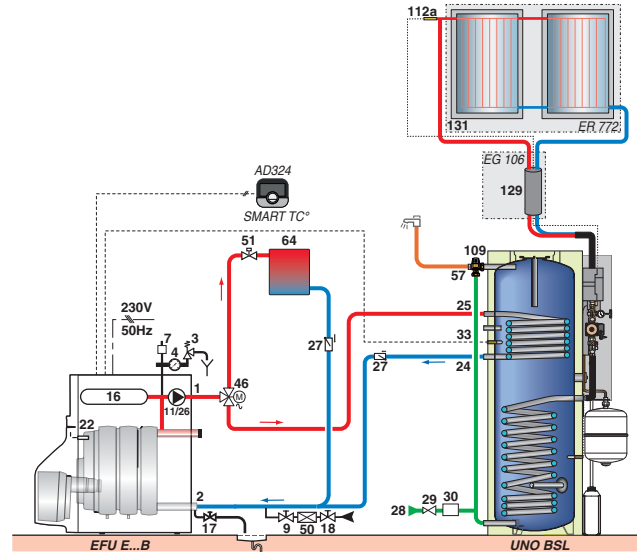 112a
131
ER 772
EG 106
129
AD324
SMART TC°
51
64
109
57
230V
50Hz
7
3
4
25
33
27
24
27
16
1
11/26
46
M
22
2
17
9
50
18
28
29
30
EFU E...B
UNO BSL